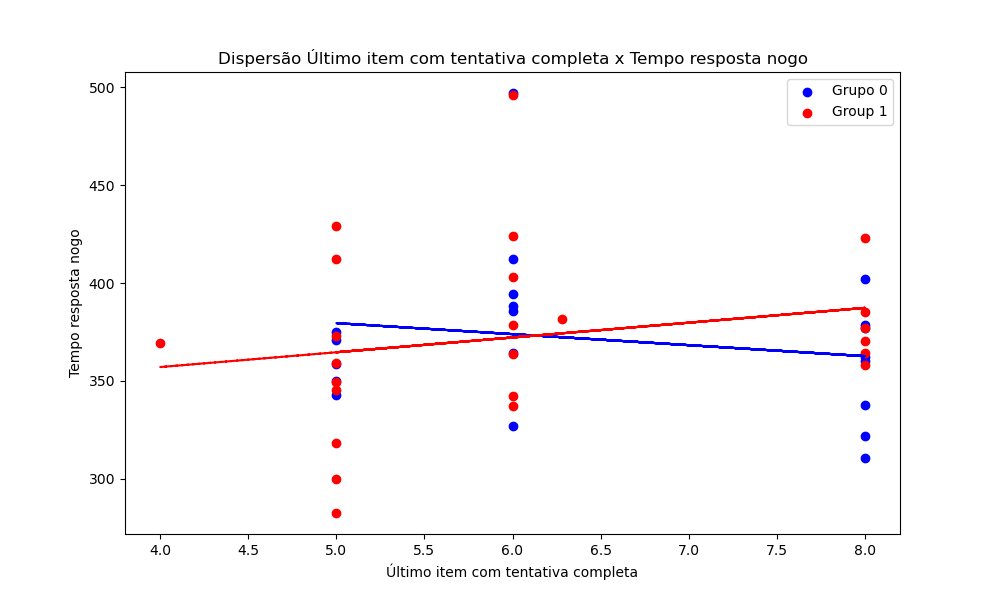 Dispersão Último item com tentativa completa x Tempo resposta nogo
Grupo 0
Group 1
Tempo resposta nogo
500
450
400
350
300
4.0 4.5 5.0 5.5 6.0 6.5 7.0 7.5 8.0
Último item com tentativa completa